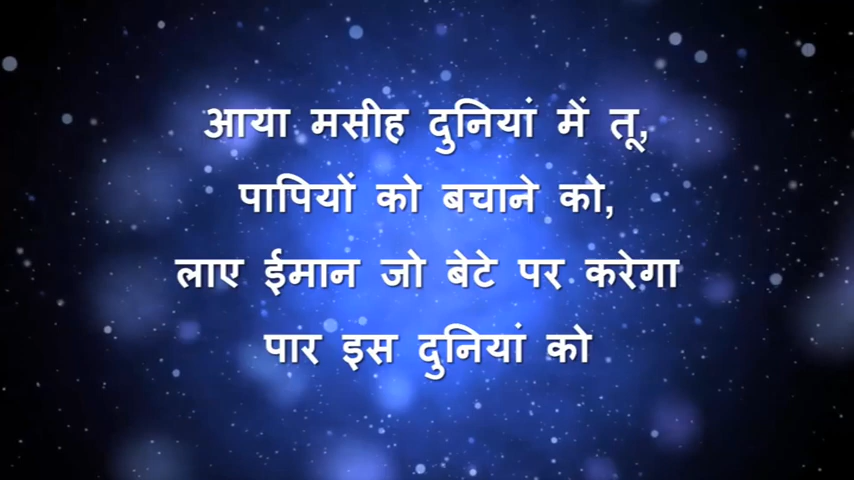 आया मसीह दुनियां में तू,
पापियों को बचाने को,
लाए ईमान जो बेटे पर करेगा
पार इस दुनियां को